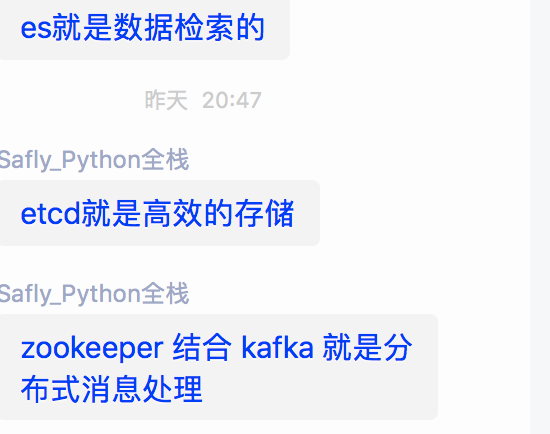 es就是数据检索的
昨天 20:47
Safly_Python全栈
etcd就是高效的存储
Safly_Python全栈
zookeeper 结合 kafka 就是分
布式消息处理